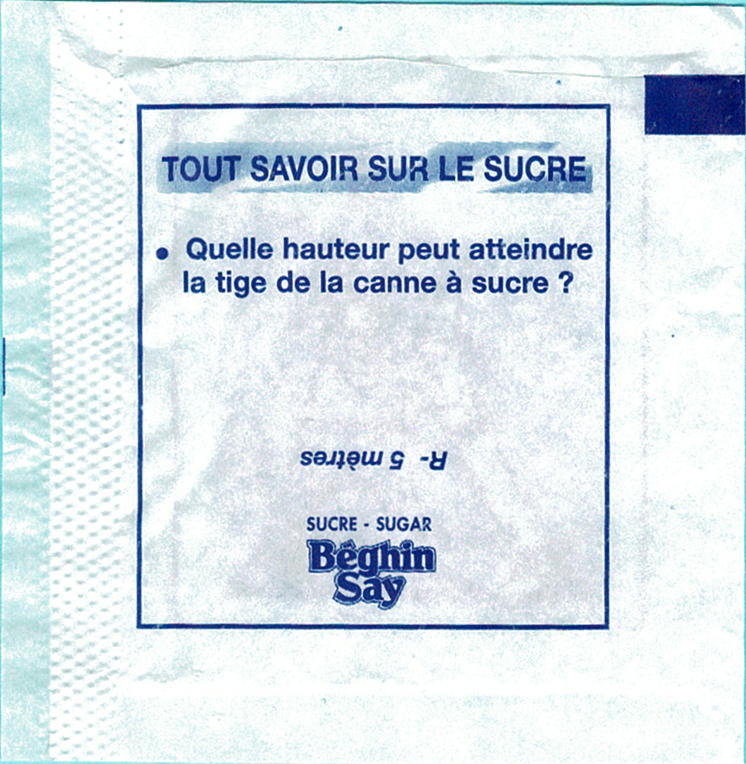 TOUT SAVOIR SUR LE SUCRE
• Quelle hauteur peut atteindre
la tige de la canne à sucre ?
R- 5 mètres
SUCRE - SUGAR
Béghin
Say